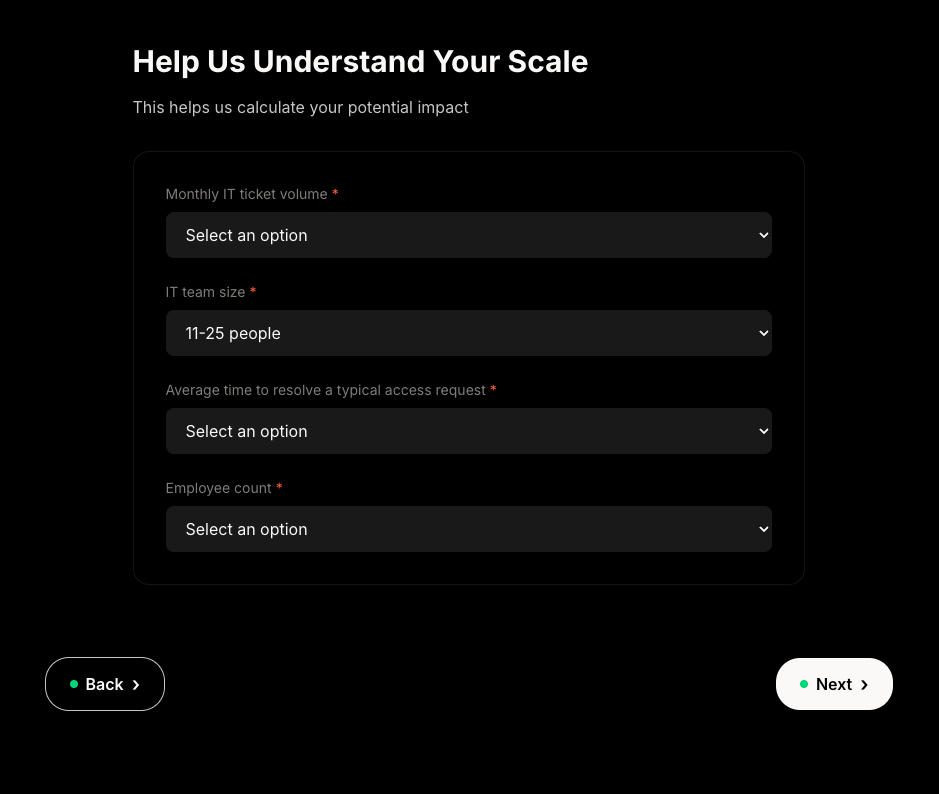 Help Us Understand Your Scale
This helps us calculate your potential impact
Monthly IT ticket volume *
Select an option
IT team size *
11-25 people
Average time to resolve a typical access request *
Select an option
Employee count *
Select an option
Back ›
Next ›